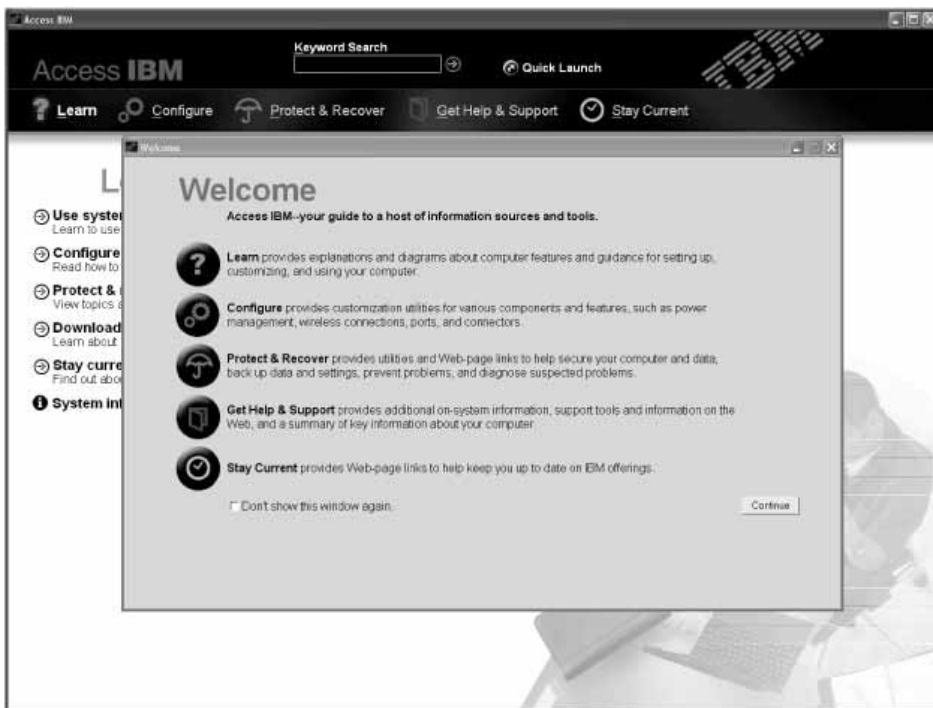 Access IBM
Keyword Search
Access IBM
Quick Launch
IBM
? Learn
Configure
Protect & Recover
Get Help & Support
Stay Current
Welcome
Use
Learn to use
Configure
Read how to
Protect &
View topics
Download
Learn about
Stay
Find out
System
Welcome
Access IBM--your guide to a host of information sources and tools.
? Learn provides explanations and diagrams about computer features and guidance for setting up,
customizing, and using your computer.
Configure provides customization utilities for various components and features, such as power
management, wireless connections, ports, and connectors.
Protect & Recover provides utilities and Web-page links to help secure your computer and data,
back up data and settings, prevent problems, and diagnose suspected problems.
Get Help & Support provides additional on-system information, support tools and information on the
Web, and a summary of key information about your computer
Stay Current provides Web-page links to help keep you up to date on IBM offerings.
Don't show this window again.
Continue